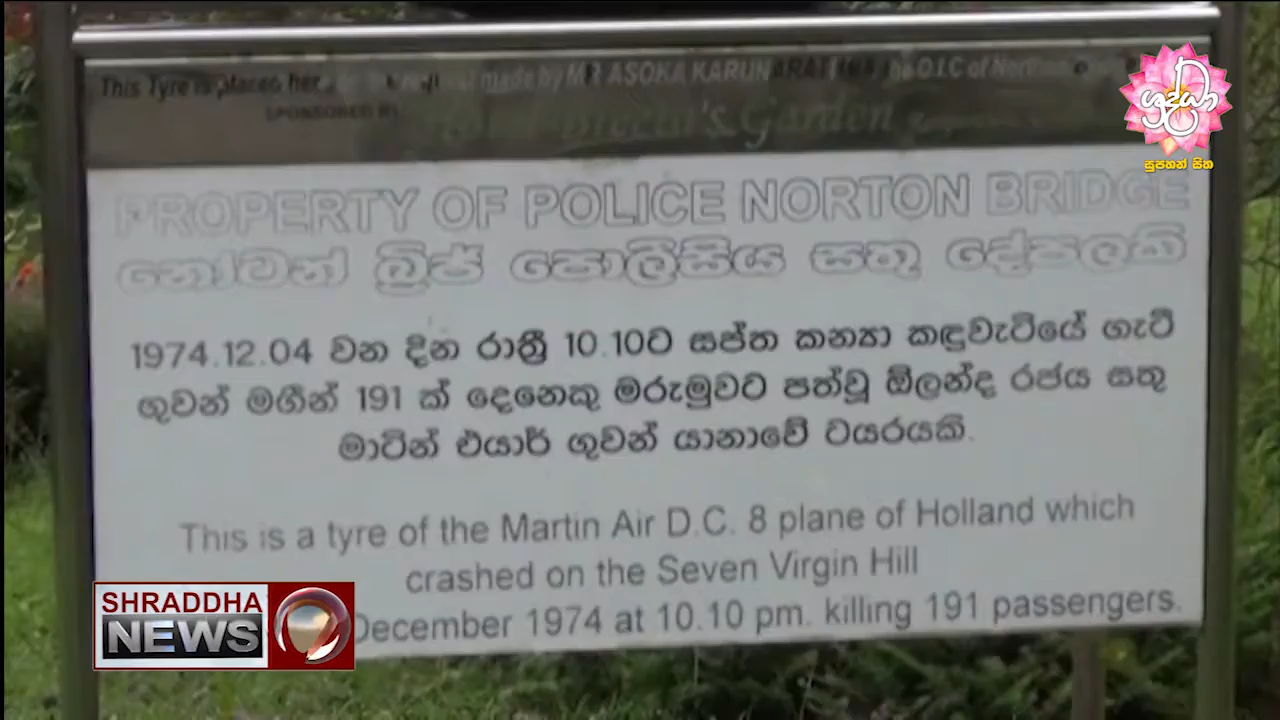 This Tyre is placed here made by MR ASOKA KARUNARATHNA the O.I.C of Norton
SPONSORED BY
Garden
PROPERTY OF POLICE NORTON BRIDGE
නෝටන් බ්‍රිජ් පොලිසිය සතු දේපලකි
1974.12.04 වන දින රාත්‍රී 10.10ට සප්ත කන්‍යා කඳුවැටියේ ගැටී
ගුවන් මගීන් 191 ක් දෙනෙකු මරුමුවට පත්වූ ඕලන්ද රජය සතු
මාටින් එයාර් ගුවන් යානාවේ ටයරයකි.
This is a tyre of the Martin Air D.C. 8 plane of Holland which
crashed on the Seven Virgin Hill
December 1974 at 10.10 pm. killing 191 passengers.
ශ්‍රද්ධා
සුපහන් සිත
SHRADDHA
NEWS